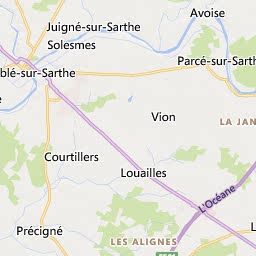 Avoise
Juigné-sur-Sarthe
Solesmes
Parcé-sur-Sarth
blé-sur-Sarthe
Vion
LA JAN
Courtillers
Louailles
L'Océane
Précigné
LES ALIGNES